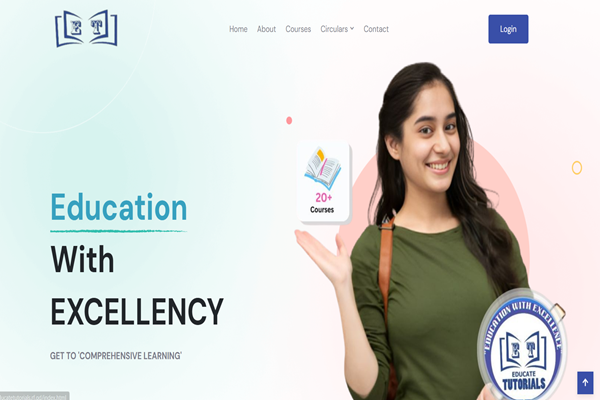 E T
Home About Courses Circulars Contact
Login
20+
Courses
Education
With
EXCELLENCY
GET TO 'COMPREHENSIVE LEARNING'
"EDUCATION WITH EXCELLENCE"
E T
EDUCATE
TUTORIALS